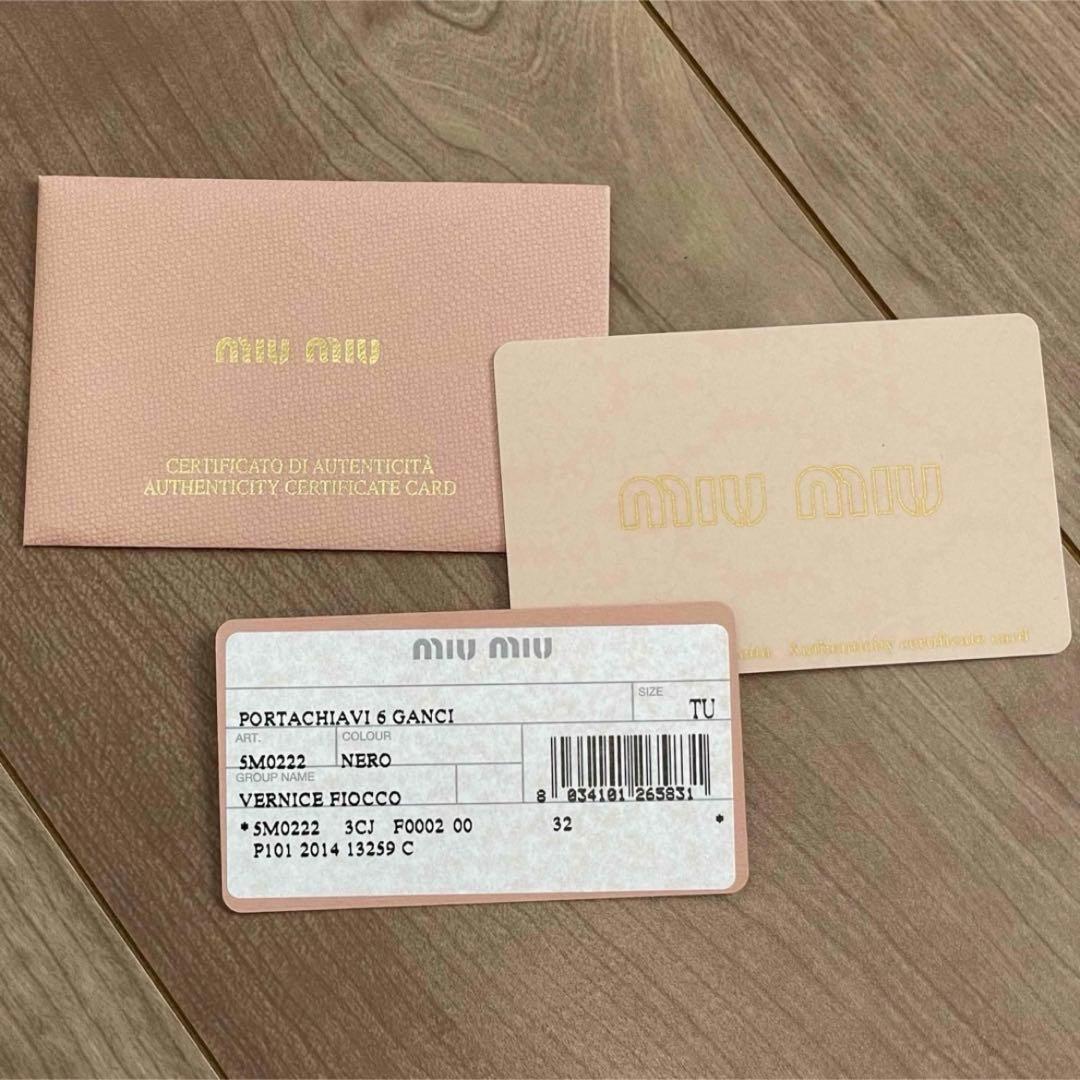 miu miu
CERTIFICATO DI AUTENTICITÀ
AUTHENTICITY CERTIFICATE CARD
miu miu
Authenticity certificate card
miu miu
SIZE
PORTACHIAVI 6 GANCI TU
ART. COLOUR
5M0222 NERO
GROUP NAME
VERNICE FIOCCO
8 034101 265831
*5M0222 3CJ F0002 00 32 *
P101 2014 13259 C